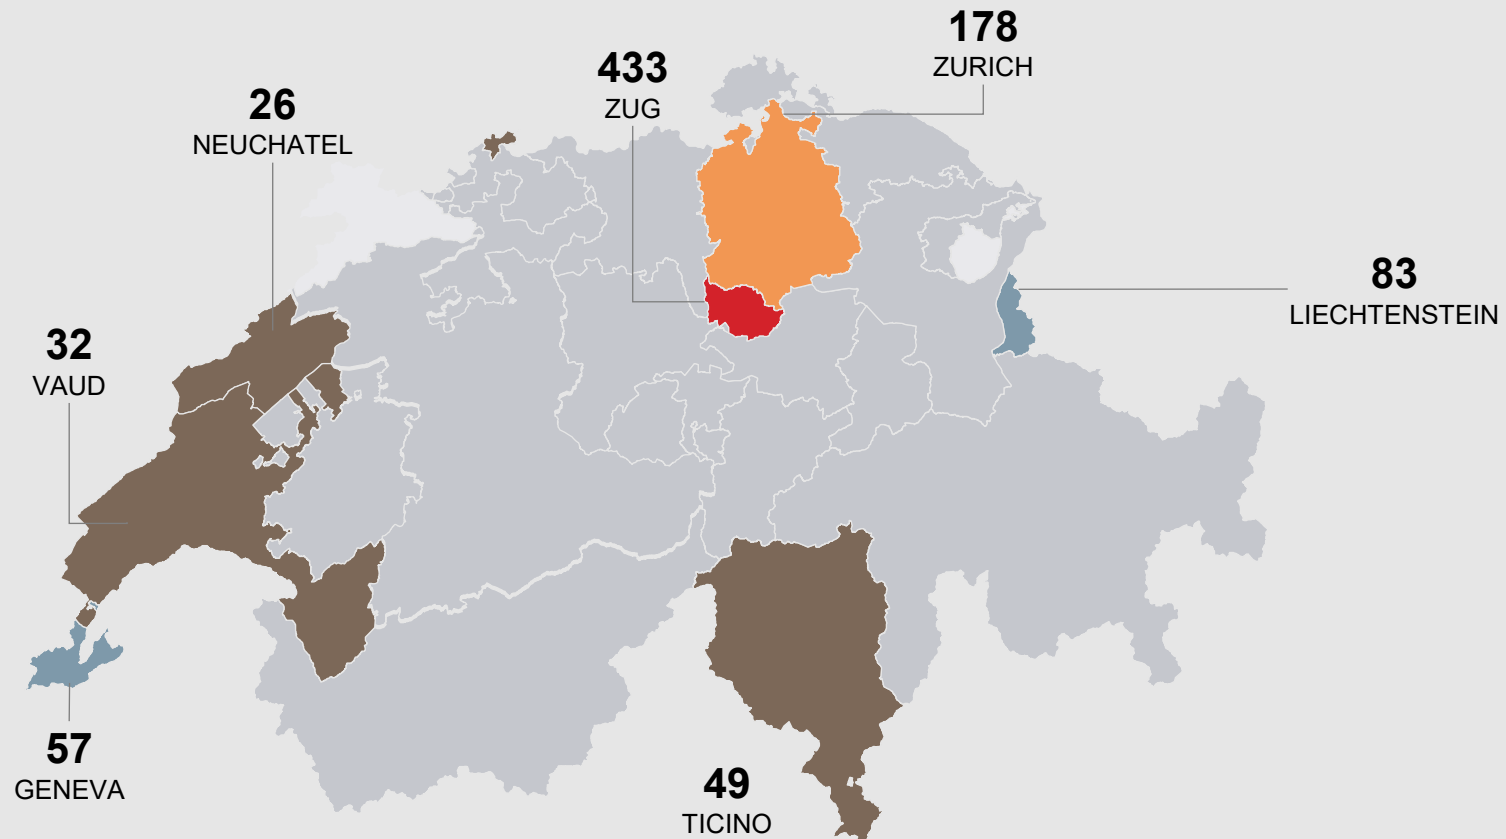 178
ZURICH
433
ZUG
26
NEUCHATEL
83
LIECHTENSTEIN
32
VAUD
57
GENEVA
49
TICINO